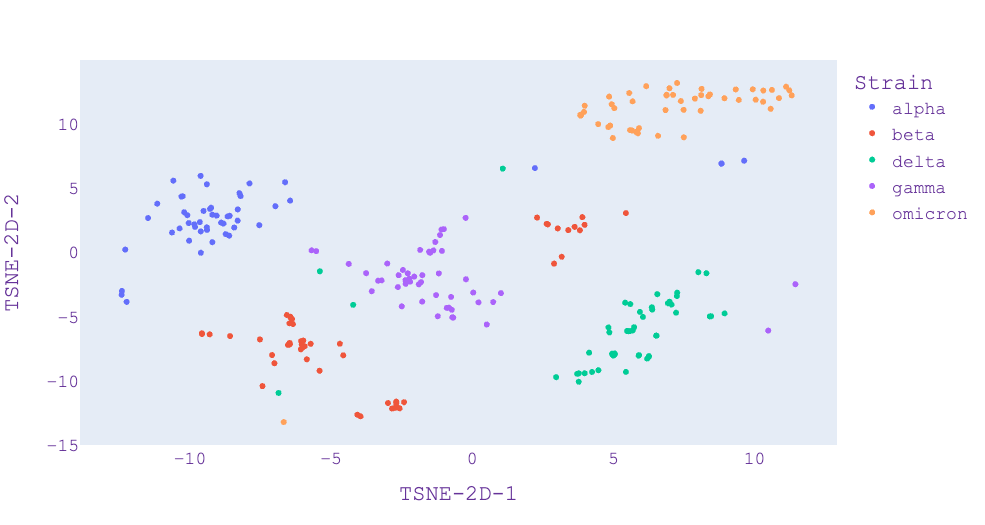 Strain
alpha
beta
delta
gamma
omicron
10
5
0
−5
−10
−15
−10
−5
0
5
10
TSNE-2D-1
TSNE-2D-2